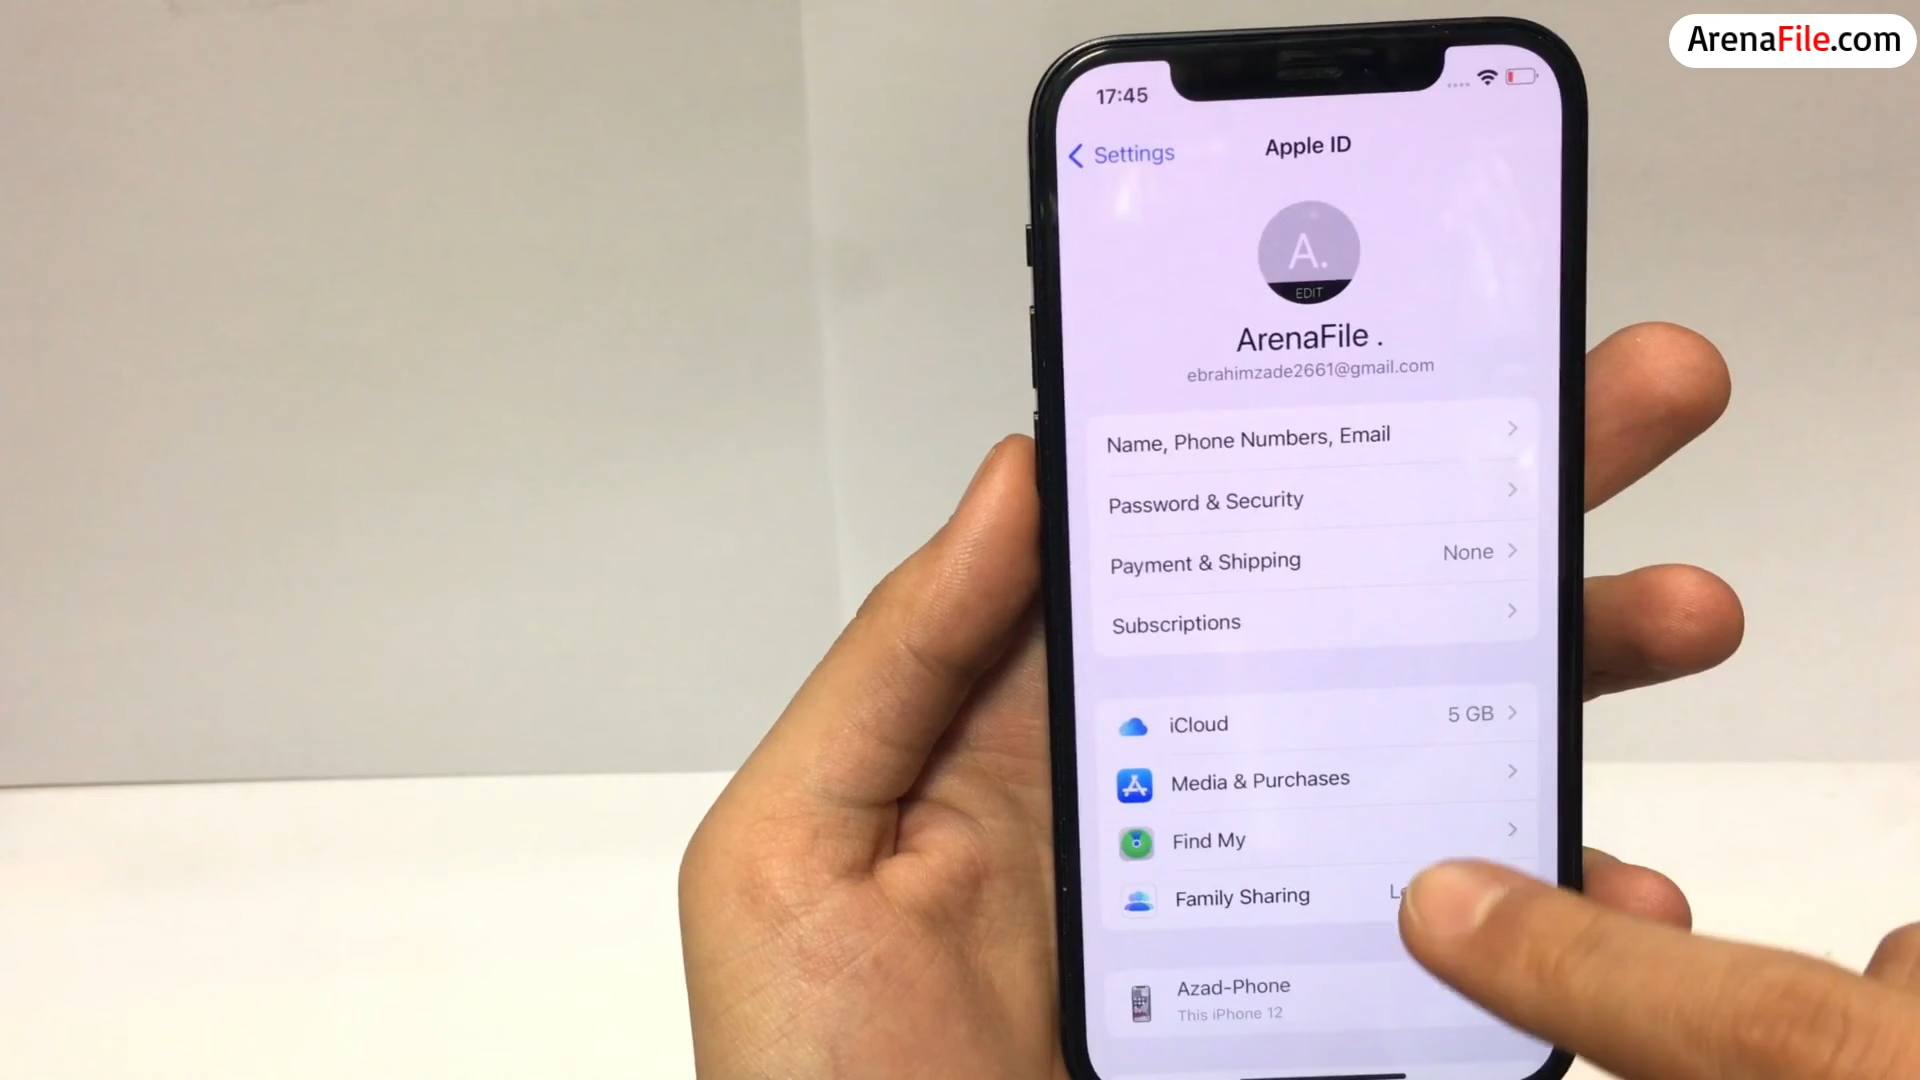 ArenaFile.com
17:45
Settings
Apple ID
A.
EDIT
ArenaFile .
ebrahimzade2661@gmail.com
Name, Phone Numbers, Email
Password & Security
Payment & Shipping None
Subscriptions
iCloud 5 GB
Media & Purchases
Find My
Family Sharing
Azad-Phone
This iPhone 12